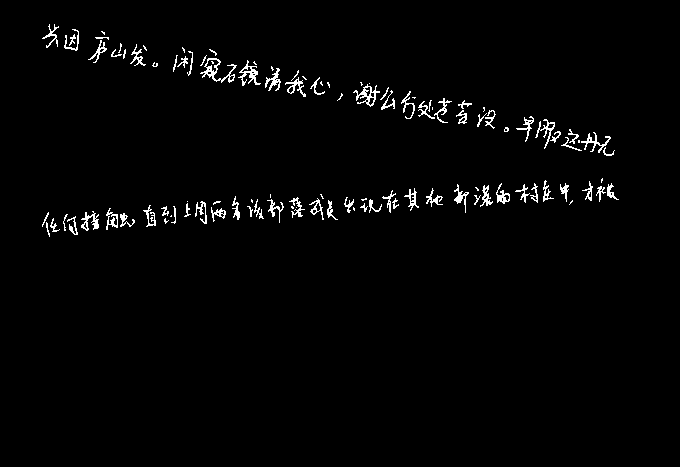 兴因庐山发。闲窥石镜清我心，谢公行处苍苔没。早服还丹无
任何接触，直到上周两名该部落成员出现在其他部落的村庄中，才被